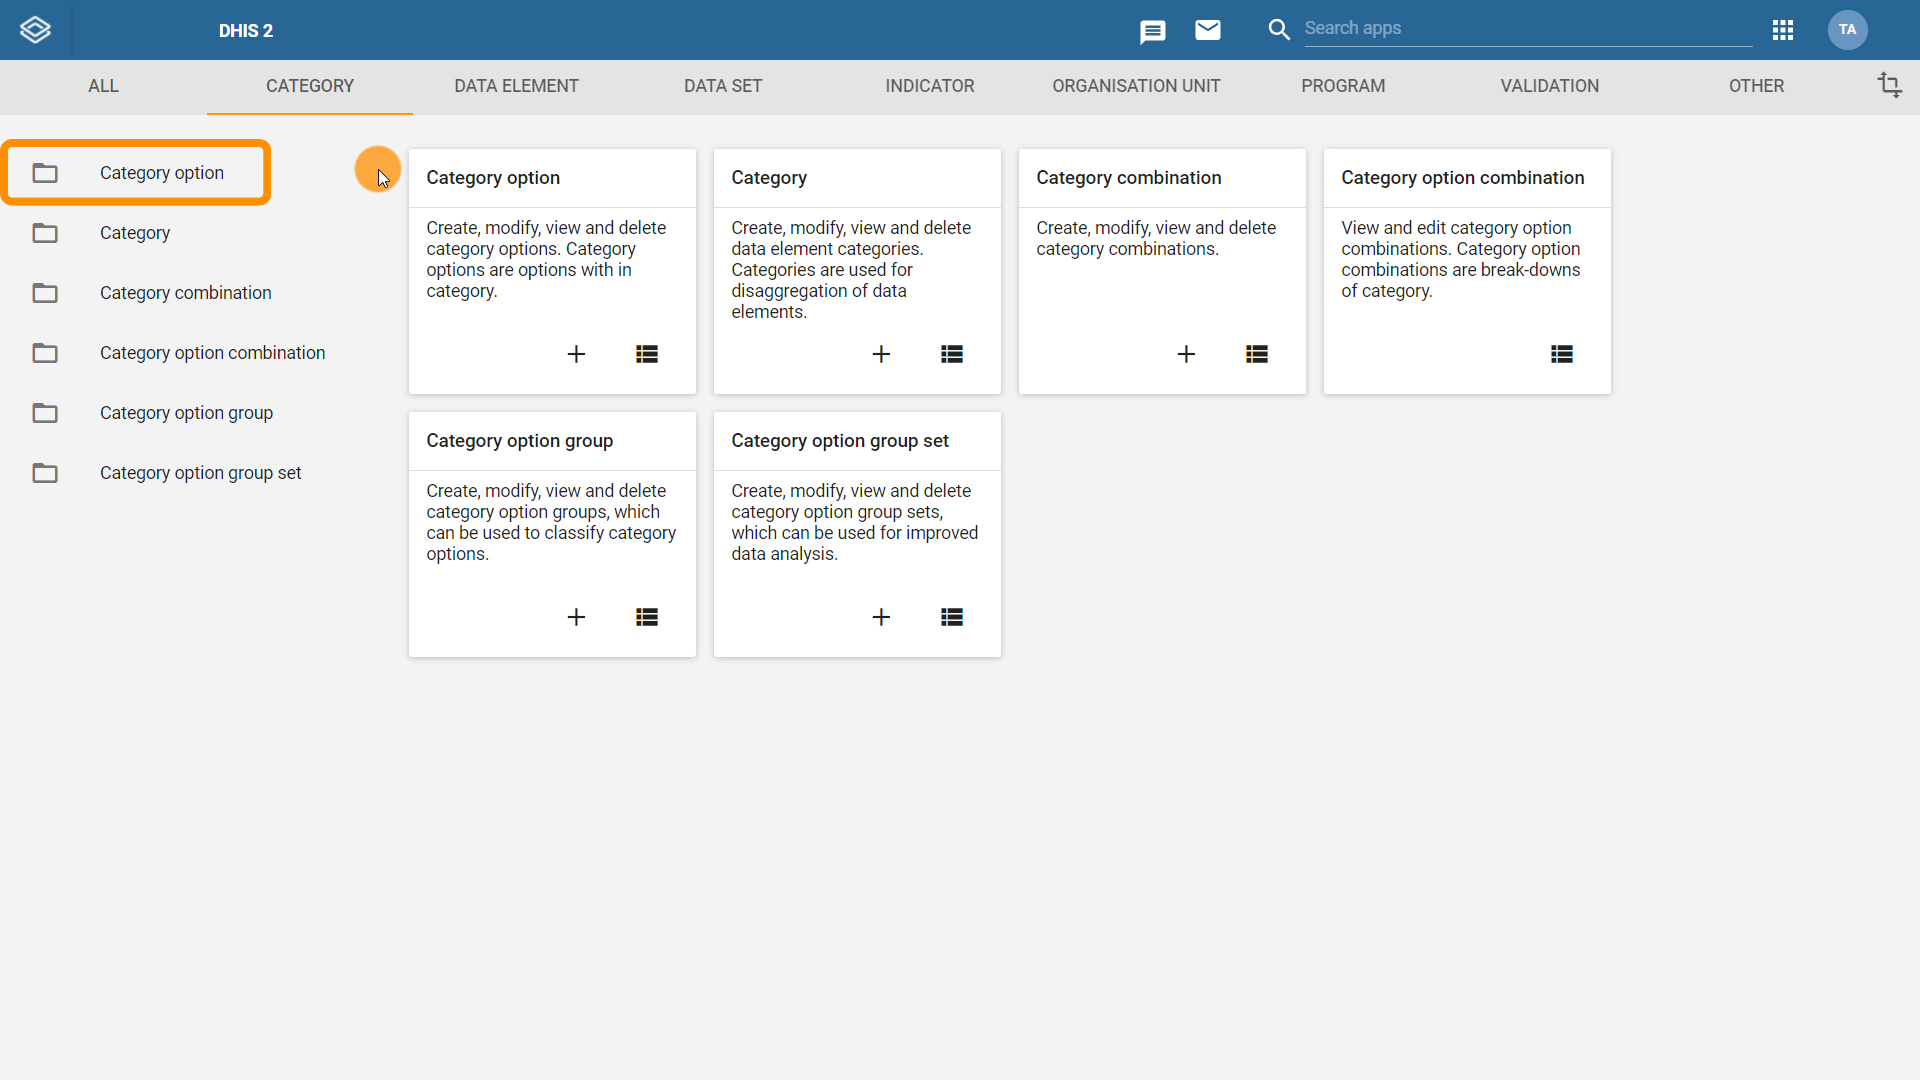 DHIS 2
Search apps
TA
ALL
CATEGORY
DATA ELEMENT
DATA SET
INDICATOR
ORGANISATION UNIT
PROGRAM
VALIDATION
OTHER
Category option
Category
Category combination
Category option combination
Category option group
Category option group set
Category option
Create, modify, view and delete
category options. Category
options are options with in
category.
Category
Create, modify, view and delete
data element categories.
Categories are used for
disaggregation of data
elements.
Category combination
Create, modify, view and delete
category combinations.
Category option combination
View and edit category option
combinations. Category option
combinations are break-downs
of category.
Category option group
Create, modify, view and delete
category option groups, which
can be used to classify category
options.
Category option group set
Create, modify, view and delete
category option group sets,
which can be used for improved
data analysis.